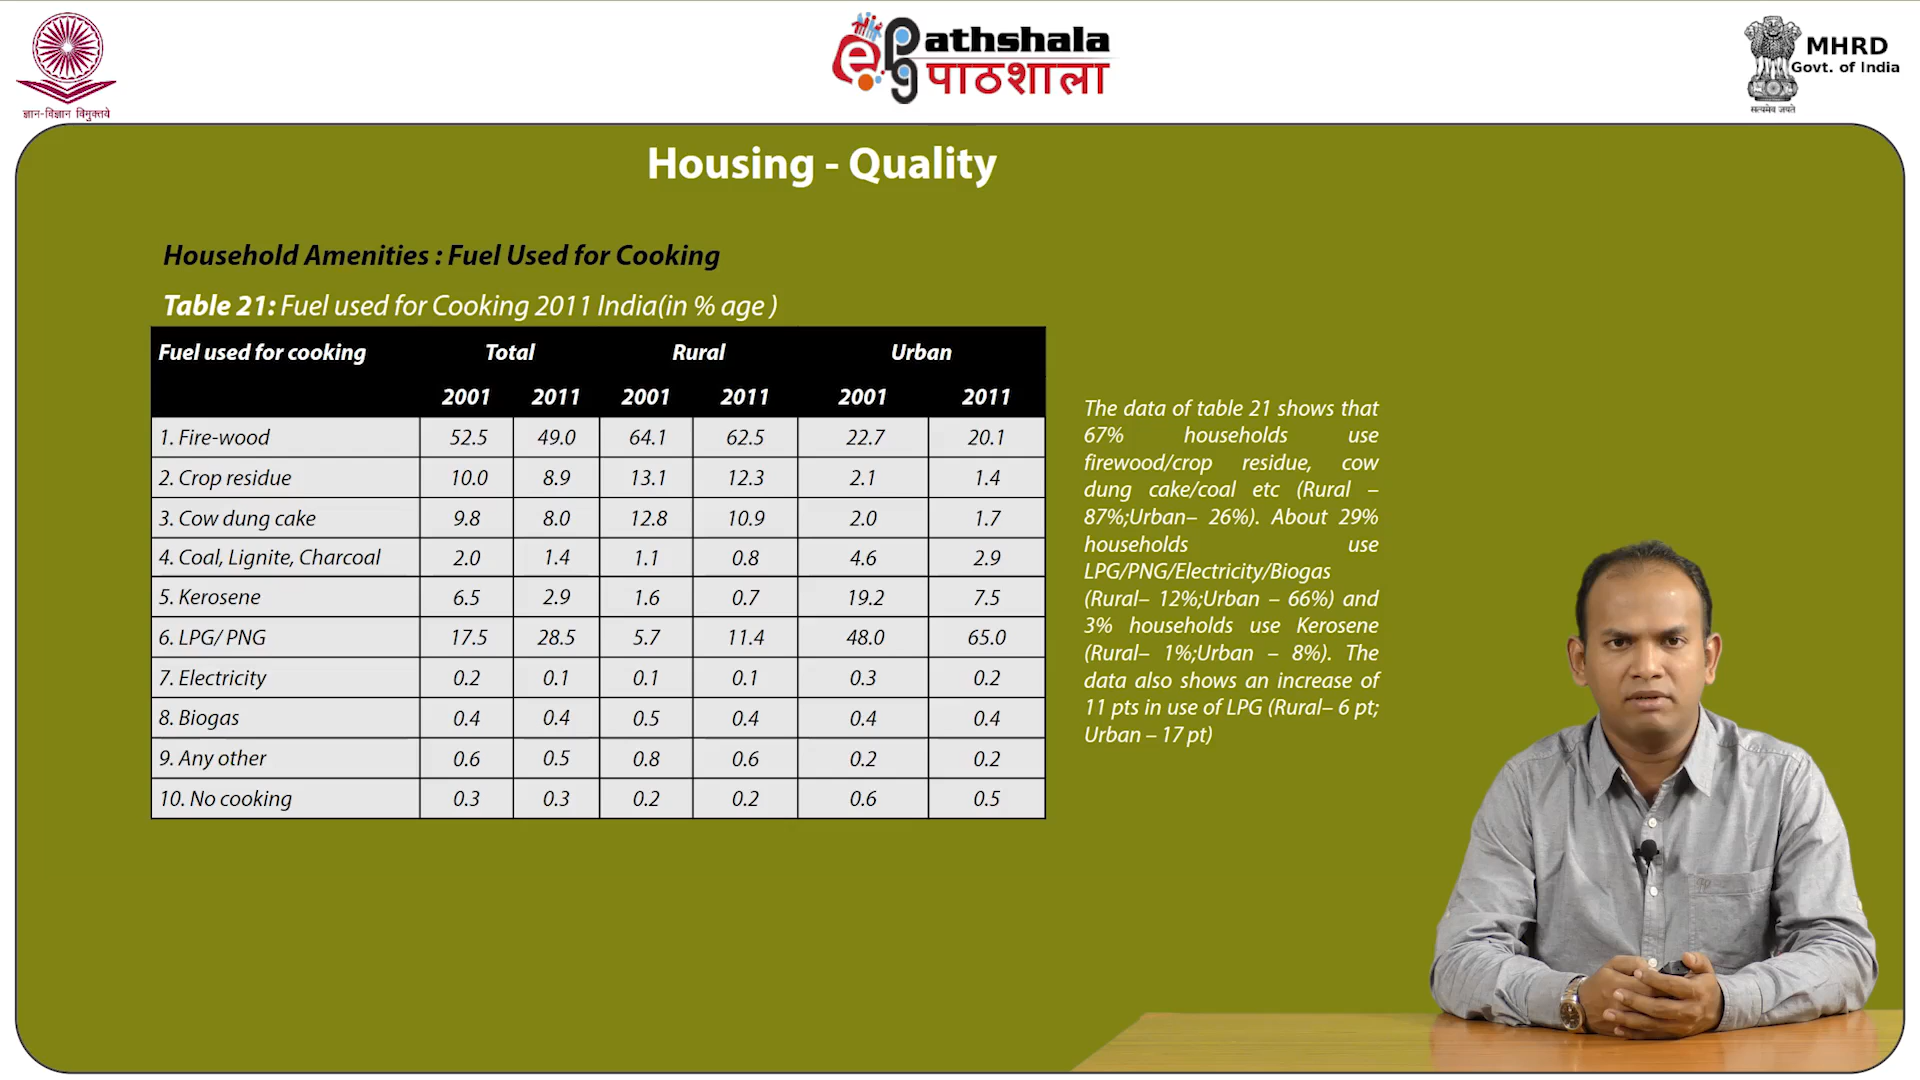 ज्ञान-विज्ञान विमुक्तये
ePathshala
पाठशाला
MHRD
Govt. of India
सत्यमेव जयते
Housing - Quality
Household Amenities : Fuel Used for Cooking
Table 21: Fuel used for Cooking 2011 India(in % age )
Fuel used for cooking Total Rural Urban
2001 2011 2001 2011 2001 2011
1. Fire-wood 52.5 49.0 64.1 62.5 22.7 20.1
2. Crop residue 10.0 8.9 13.1 12.3 2.1 1.4
3. Cow dung cake 9.8 8.0 12.8 10.9 2.0 1.7
4. Coal, Lignite, Charcoal 2.0 1.4 1.1 0.8 4.6 2.9
5. Kerosene 6.5 2.9 1.6 0.7 19.2 7.5
6. LPG/ PNG 17.5 28.5 5.7 11.4 48.0 65.0
7. Electricity 0.2 0.1 0.1 0.1 0.3 0.2
8. Biogas 0.4 0.4 0.5 0.4 0.4 0.4
9. Any other 0.6 0.5 0.8 0.6 0.2 0.2
10. No cooking 0.3 0.3 0.2 0.2 0.6 0.5
The data of table 21 shows that
67% households use
firewood/crop residue, cow
dung cake/coal etc (Rural –
87%;Urban– 26%). About 29%
households use
LPG/PNG/Electricity/Biogas
(Rural– 12%;Urban – 66%) and
3% households use Kerosene
(Rural– 1%;Urban – 8%). The
data also shows an increase of
11 pts in use of LPG (Rural– 6 pt;
Urban – 17 pt)